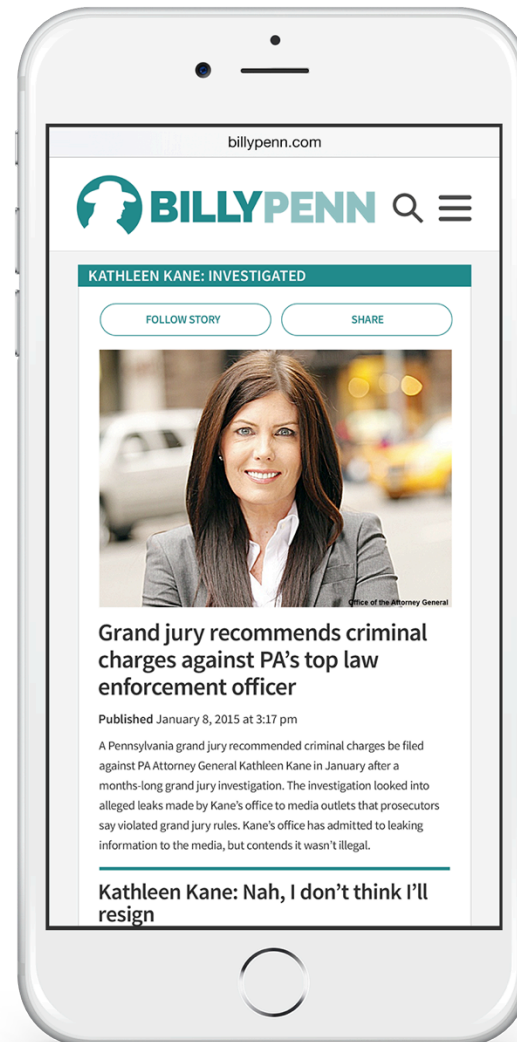 billypenn.com
BILLYPENN
KATHLEEN KANE: INVESTIGATED
FOLLOW STORY
SHARE
Office of the Attorney General
Grand jury recommends criminal
charges against PA’s top law
enforcement officer
Published January 8, 2015 at 3:17 pm
A Pennsylvania grand jury recommended criminal charges be filed
against PA Attorney General Kathleen Kane in January after a
months-long grand jury investigation. The investigation looked into
alleged leaks made by Kane’s office to media outlets that prosecutors
say violated grand jury rules. Kane’s office has admitted to leaking
information to the media, but contends it wasn’t illegal.
Kathleen Kane: Nah, I don’t think I’ll
resign